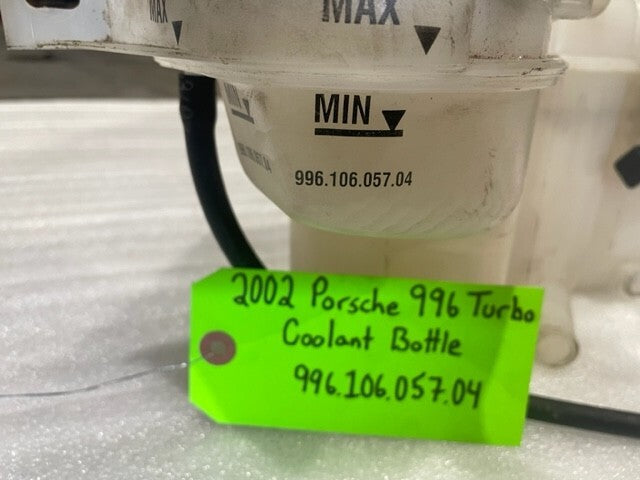 MAX
MAX
MIN
996.106.057.04
2002 Porsche 996 Turbo
Coolant Bottle
996.106.057.04